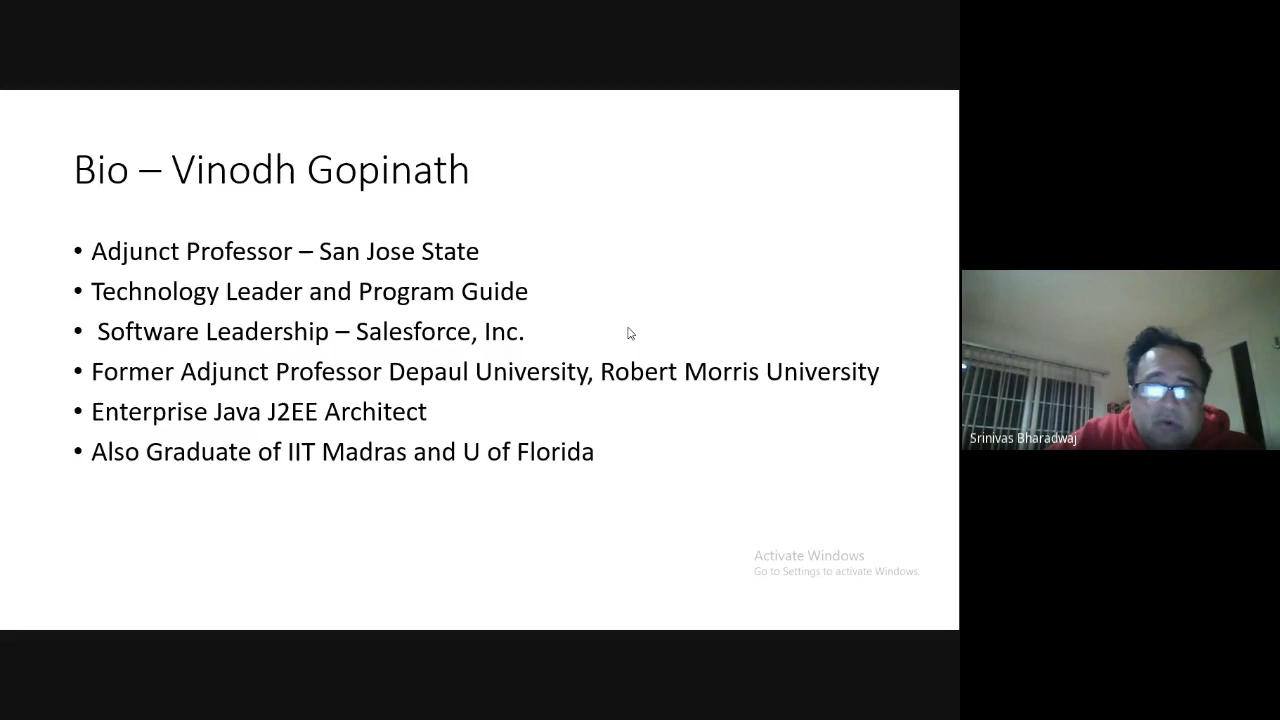 Bio – Vinodh Gopinath
• Adjunct Professor – San Jose State
• Technology Leader and Program Guide
• Software Leadership – Salesforce, Inc.
• Former Adjunct Professor Depaul University, Robert Morris University
• Enterprise Java J2EE Architect
• Also Graduate of IIT Madras and U of Florida
Activate Windows
Go to Settings to activate Windows.
Srinivas Bharadwaj